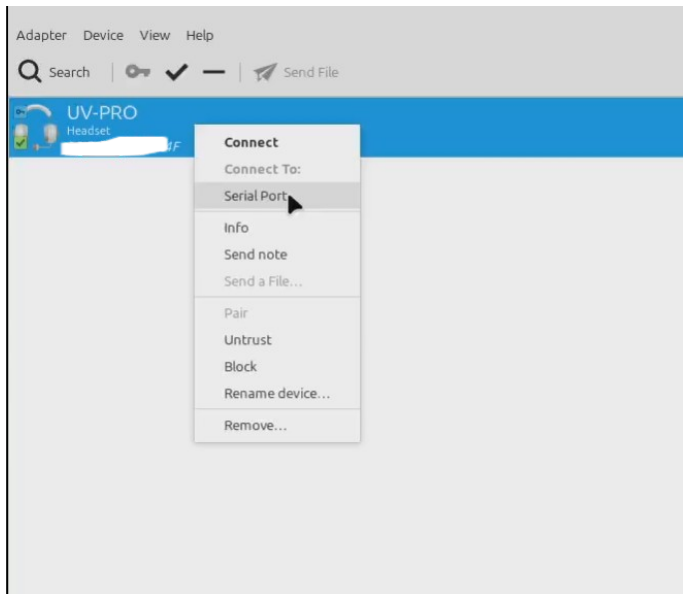 Adapter Device View Help
Search Send File
UV-PRO
Headset
4F
Connect
Connect To:
Serial Port
Info
Send note
Send a File...
Pair
Untrust
Block
Rename device...
Remove...